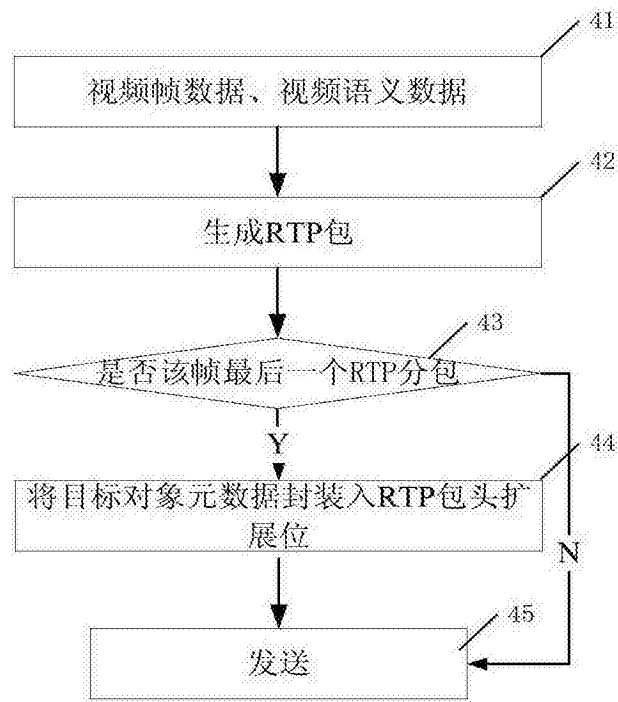 41
视频帧数据、视频语义数据
42
生成RTP包
43
是否该帧最后一个RTP分包
Y
44
将目标对象元数据封装入RTP包头扩
展位
N
45
发送